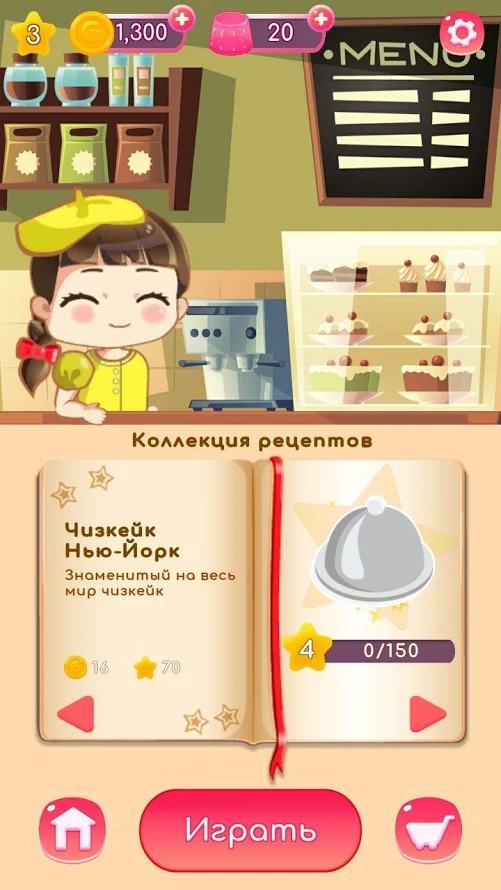 3
1,300
20
MENU
Коллекция рецептов
Чизкейк
Нью-Йорк
Знаменитый на весь
мир чизкейк
16
70
4
0/150
Играть